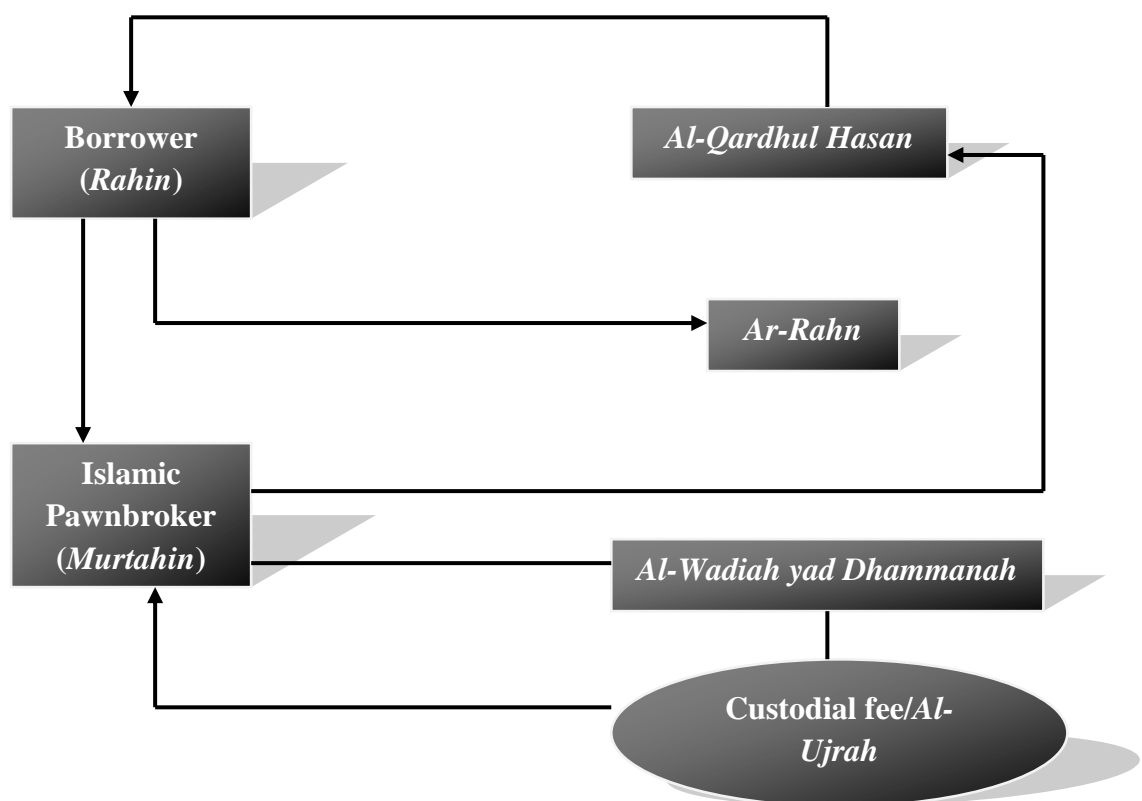 Borrower
(Rahin)
Al-Qardhul Hasan
Ar-Rahn
Islamic
Pawnbroker
(Murtahin)
Al-Wadiah yad Dhammanah
Custodial fee/Al-
Ujrah